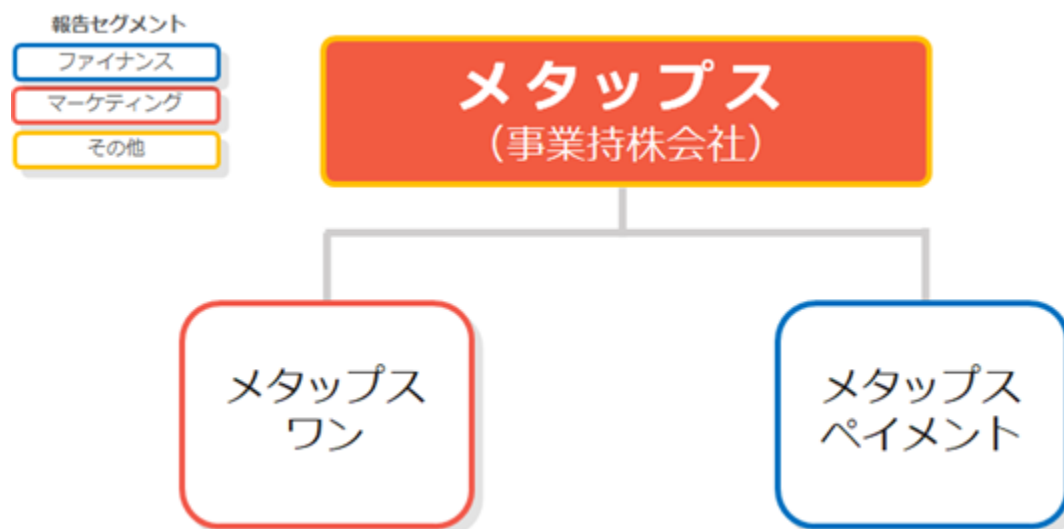 報告セグメント
ファイナンス
マーケティング
その他
メタップス
（事業持株会社）
メタップス
ワン
メタップス
ペイメント